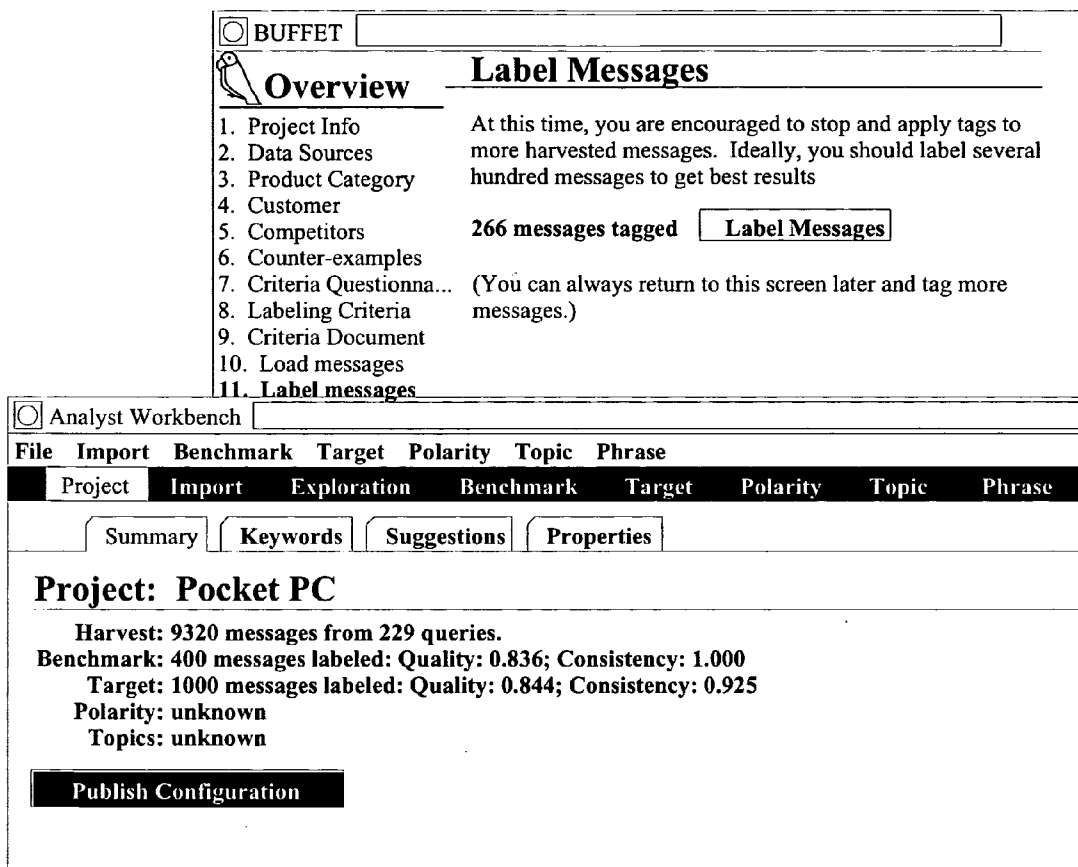 BUFFET
Overview
1. Project Info
2. Data Sources
3. Product Category
4. Customer
5. Competitors
6. Counter-examples
7. Criteria Questionna...
8. Labeling Criteria
9. Criteria Document
10. Load messages
11. Label messages
Label Messages
At this time, you are encouraged to stop and apply tags to
more harvested messages. Ideally, you should label several
hundred messages to get best results
266 messages tagged Label Messages
(You can always return to this screen later and tag more
messages.)
Analyst Workbench
File Import Benchmark Target Polarity Topic Phrase
Project Import Exploration Benchmark Target Polarity Topic Phrase
Summary Keywords Suggestions Properties
Project: Pocket PC
Harvest: 9320 messages from 229 queries.
Benchmark: 400 messages labeled: Quality: 0.836; Consistency: 1.000
Target: 1000 messages labeled: Quality: 0.844; Consistency: 0.925
Polarity: unknown
Topics: unknown
Publish Configuration